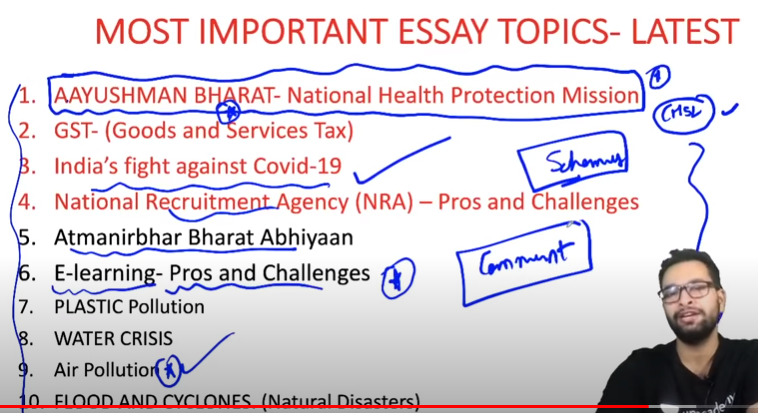 MOST IMPORTANT ESSAY TOPICS- LATEST
1. AAYUSHMAN BHARAT- National Health Protection Mission
CHSL
2. GST- (Goods and Services Tax)
3. India's fight against Covid-19
Schemes
4. National Recruitment Agency (NRA) – Pros and Challenges
5. Atmanirbhar Bharat Abhiyaan
Comment
6. E-learning- Pros and Challenges
7. PLASTIC Pollution
8. WATER CRISIS
9. Air Pollution
10. FLOOD AND CYCLONES (Natural Disasters)